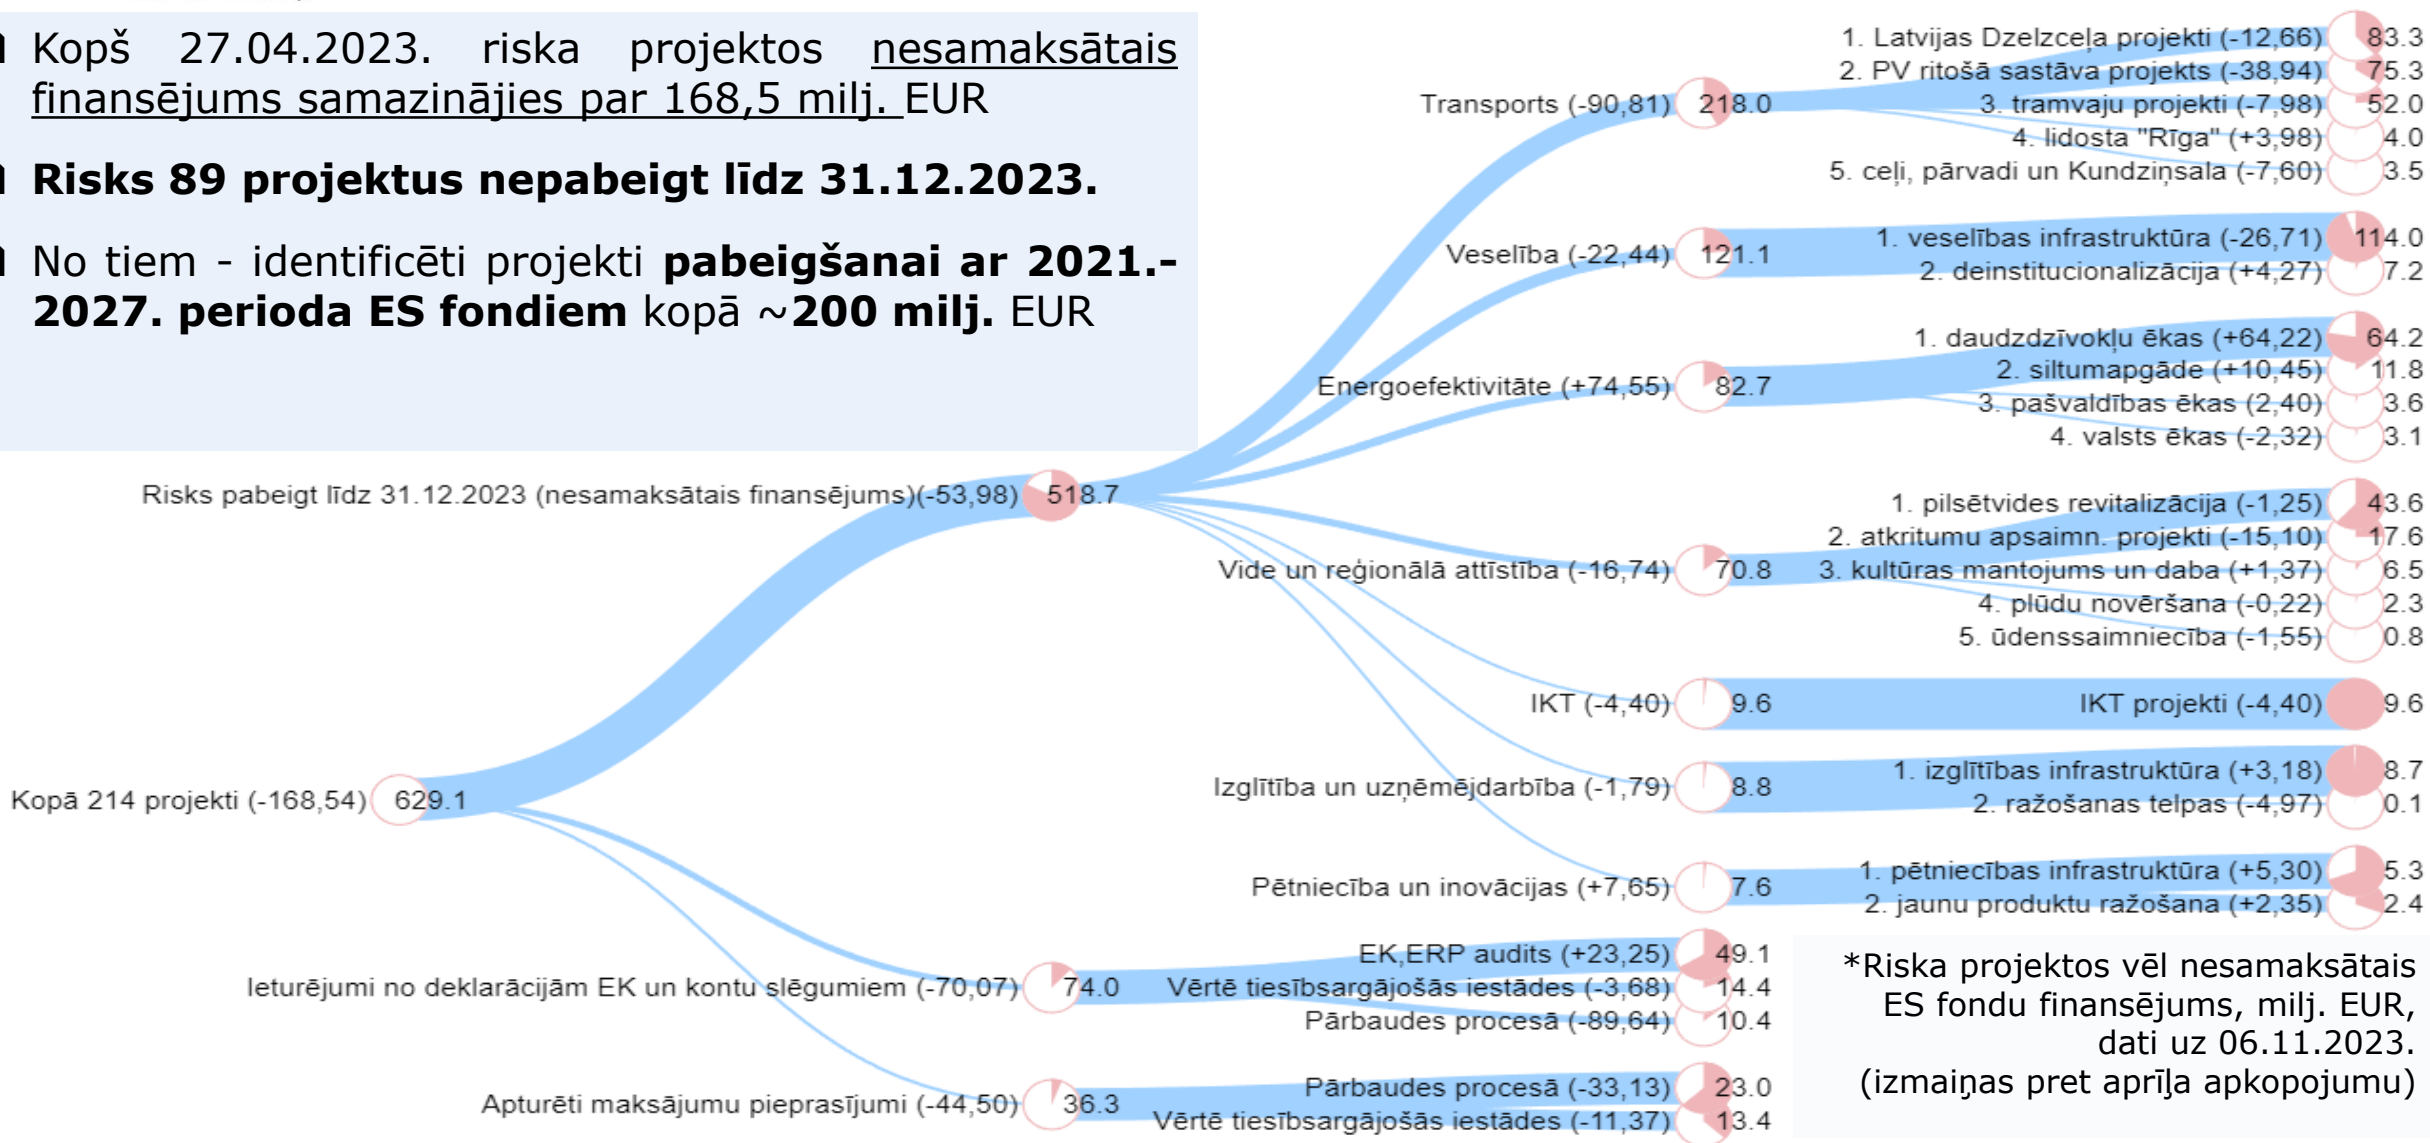 Kopš 27.04.2023. riska projektos nesamaksātais
finansējums samazinājies par 168,5 milj. EUR
Risks 89 projektus nepabeigt līdz 31.12.2023.
No tiem - identificēti projekti pabeigšanai ar 2021.-
2027. perioda ES fondiem kopā ~200 milj. EUR
Kopā 214 projekti (-168,54) 629.1
Risks pabeigt līdz 31.12.2023 (nesamaksātais finansējums)(-53,98) 518.7
Transports (-90,81) 218.0
1. Latvijas Dzelzceļa projekti (-12,66) 83.3
2. PV ritošā sastāva projekts (-38,94) 75.3
3. tramvaju projekti (-7,98) 52.0
4. lidosta "Rīga" (+3,98) 4.0
5. ceļi, pārvadi un Kundziņsala (-7,60) 3.5
Veselība (-22,44) 121.1
1. veselības infrastruktūra (-26,71) 114.0
2. deinstitucionalizācija (+4,27) 7.2
Energoefektivitāte (+74,55) 82.7
1. daudzdzīvokļu ēkas (+64,22) 64.2
2. siltumapgāde (+10,45) 11.8
3. pašvaldības ēkas (2,40) 3.6
4. valsts ēkas (-2,32) 3.1
Vide un reģionālā attīstība (-16,74) 70.8
1. pilsētvides revitalizācija (-1,25) 43.6
2. atkritumu apsaimn. projekti (-15,10) 17.6
3. kultūras mantojums un daba (+1,37) 6.5
4. plūdu novēršana (-0,22) 2.3
5. ūdenssaimniecība (-1,55) 0.8
IKT (-4,40) 9.6
IKT projekti (-4,40) 9.6
Izglītība un uzņēmējdarbība (-1,79) 8.8
1. izglītības infrastruktūra (+3,18) 8.7
2. ražošanas telpas (-4,97) 0.1
Pētniecība un inovācijas (+7,65) 7.6
1. pētniecības infrastruktūra (+5,30) 5.3
2. jaunu produktu ražošana (+2,35) 2.4
Ieturējumi no deklarācijām EK un kontu slēgumiem (-70,07) 74.0
EK,ERP audits (+23,25) 49.1
Vērtē tiesībsargājošās iestādes (-3,68) 14.4
Pārbaudes procesā (-89,64) 10.4
Apturēti maksājumu pieprasījumi (-44,50) 36.3
Pārbaudes procesā (-33,13) 23.0
Vērtē tiesībsargājošās iestādes (-11,37) 13.4
*Riska projektos vēl nesamaksātais
ES fondu finansējums, milj. EUR,
dati uz 06.11.2023.
(izmaiņas pret aprīļa apkopojumu)